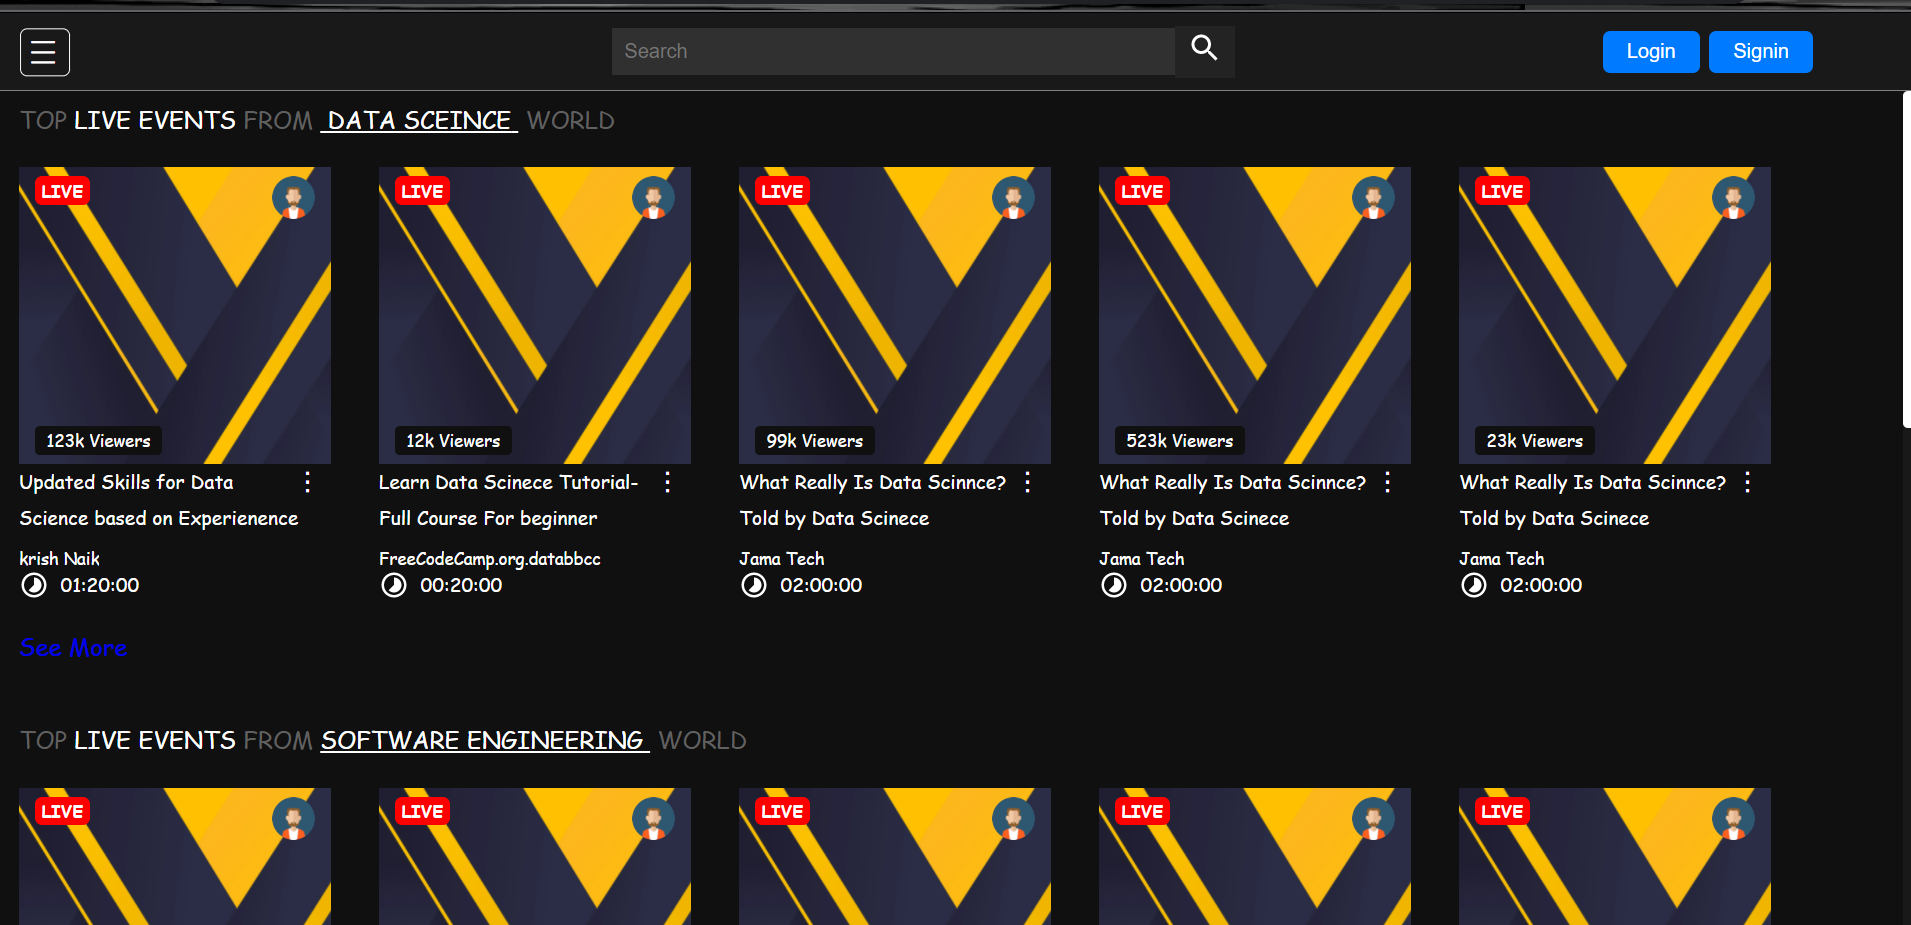 Search
Login
Signin
TOP LIVE EVENTS FROM DATA SCEINCE WORLD
LIVE
LIVE
LIVE
LIVE
LIVE
123k Viewers
12k Viewers
99k Viewers
523k Viewers
23k Viewers
Updated Skills for Data
Science based on Experienence
krish Naik
01:20:00
Learn Data Scinece Tutorial-
Full Course For beginner
FreeCodeCamp.org.databbcc
00:20:00
What Really Is Data Scinnce?
Told by Data Scinece
Jama Tech
02:00:00
What Really Is Data Scinnce?
Told by Data Scinece
Jama Tech
02:00:00
What Really Is Data Scinnce?
Told by Data Scinece
Jama Tech
02:00:00
See More
TOP LIVE EVENTS FROM SOFTWARE ENGINEERING WORLD
LIVE
LIVE
LIVE
LIVE
LIVE